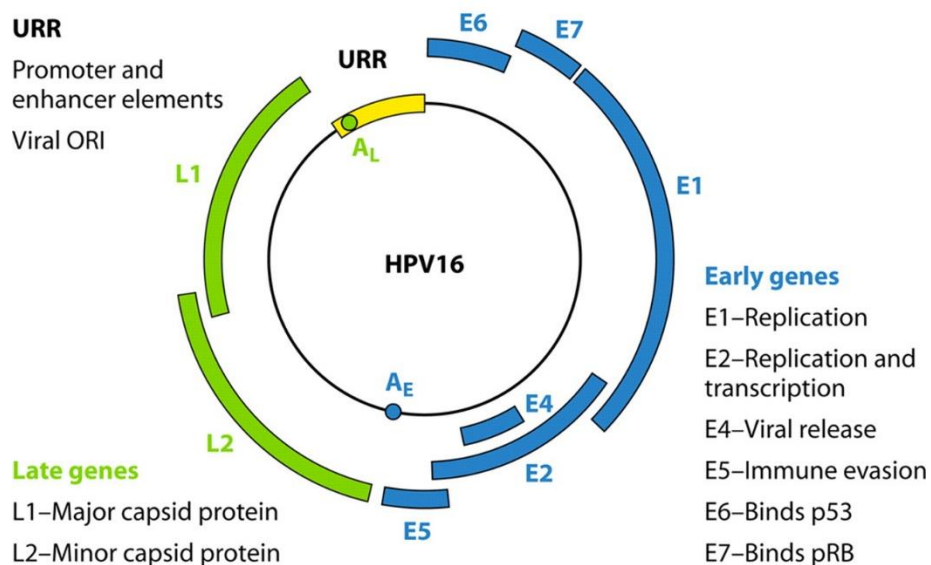 URR
Promoter and
enhancer elements
Viral ORI
URR
E6
E7
E1
L1
A_L
HPV16
A_E
E4
E2
L2
E5
Early genes
E1–Replication
E2–Replication and
transcription
E4–Viral release
E5–Immune evasion
E6–Binds p53
E7–Binds pRB
Late genes
L1–Major capsid protein
L2–Minor capsid protein